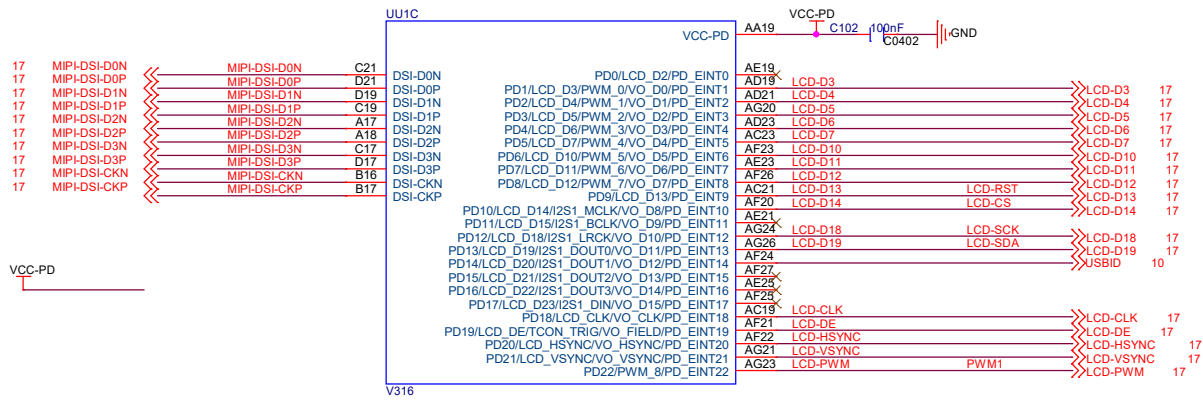 UU1C
VCC-PD AA19 VCC-PD C102 100nF C0402 GND
17 MIPI-DSI-D0N MIPI-DSI-D0N C21 DSI-D0N
17 MIPI-DSI-D0P MIPI-DSI-D0P D21 DSI-D0P
17 MIPI-DSI-D1N MIPI-DSI-D1N D19 DSI-D1N
17 MIPI-DSI-D1P MIPI-DSI-D1P C19 DSI-D1P
17 MIPI-DSI-D2N MIPI-DSI-D2N A17 DSI-D2N
17 MIPI-DSI-D2P MIPI-DSI-D2P A18 DSI-D2P
17 MIPI-DSI-D3N MIPI-DSI-D3N C17 DSI-D3N
17 MIPI-DSI-D3P MIPI-DSI-D3P D17 DSI-D3P
17 MIPI-DSI-CKN MIPI-DSI-CKN B16 DSI-CKN
17 MIPI-DSI-CKP MIPI-DSI-CKP B17 DSI-CKP
PD0/LCD_D2/PD_EINT0 AE19
PD1/LCD_D3/PWM_0/VO_D0/PD_EINT1 AD19 LCD-D3 LCD-D3 17
PD2/LCD_D4/PWM_1/VO_D1/PD_EINT2 AD21 LCD-D4 LCD-D4 17
PD3/LCD_D5/PWM_2/VO_D2/PD_EINT3 AG20 LCD-D5 LCD-D5 17
PD4/LCD_D6/PWM_3/VO_D3/PD_EINT4 AD23 LCD-D6 LCD-D6 17
PD5/LCD_D7/PWM_4/VO_D4/PD_EINT5 AC23 LCD-D7 LCD-D7 17
PD6/LCD_D10/PWM_5/VO_D5/PD_EINT6 AF23 LCD-D10 LCD-D10 17
PD7/LCD_D11/PWM_6/VO_D6/PD_EINT7 AE23 LCD-D11 LCD-D11 17
PD8/LCD_D12/PWM_7/VO_D7/PD_EINT8 AF26 LCD-D12 LCD-D12 17
PD9/LCD_D13/PD_EINT9 AC21 LCD-D13 LCD-RST LCD-D13 17
PD10/LCD_D14/I2S1_MCLK/VO_D8/PD_EINT10 AF20 LCD-D14 LCD-CS LCD-D14 17
PD11/LCD_D15/I2S1_BCLK/VO_D9/PD_EINT11 AE21
PD12/LCD_D18/I2S1_LRCK/VO_D10/PD_EINT12 AG24 LCD-D18 LCD-SCK LCD-D18 17
PD13/LCD_D19/I2S1_DOUT0/VO_D11/PD_EINT13 AG26 LCD-D19 LCD-SDA LCD-D19 17
PD14/LCD_D20/I2S1_DOUT1/VO_D12/PD_EINT14 AF24 USBID 10
PD15/LCD_D21/I2S1_DOUT2/VO_D13/PD_EINT15 AF27
PD16/LCD_D22/I2S1_DOUT3/VO_D14/PD_EINT16 AE25
PD17/LCD_D23/I2S1_DIN/VO_D15/PD_EINT17 AF25
PD18/LCD_CLK/VO_CLK/PD_EINT18 AC19 LCD-CLK LCD-CLK 17
PD19/LCD_DE/TCON_TRIG/VO_FIELD/PD_EINT19 AF21 LCD-DE LCD-DE 17
PD20/LCD_HSYNC/VO_HSYNC/PD_EINT20 AF22 LCD-HSYNC LCD-HSYNC 17
PD21/LCD_VSYNC/VO_VSYNC/PD_EINT21 AG21 LCD-VSYNC LCD-VSYNC 17
PD22/PWM_8/PD_EINT22 AG23 LCD-PWM PWM1 LCD-PWM 17
VCC-PD
V316